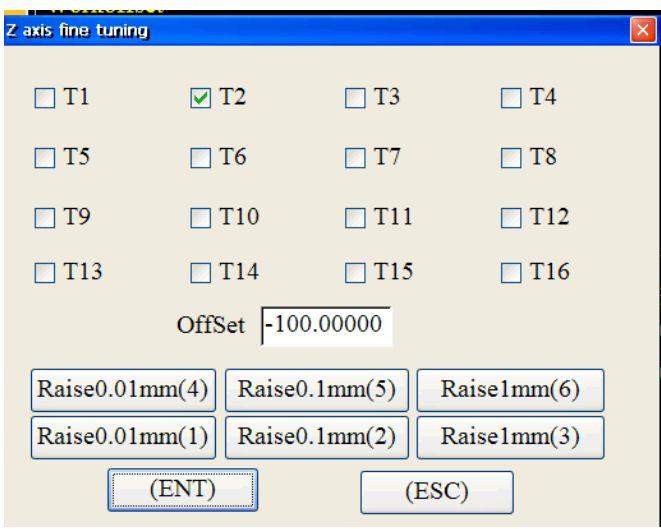 WorkOffset
Z axis fine tuning
T1 T2 T3 T4
T5 T6 T7 T8
T9 T10 T11 T12
T13 T14 T15 T16
OffSet -100.00000
Raise0.01mm(4) Raise0.1mm(5) Raise1mm(6)
Raise0.01mm(1) Raise0.1mm(2) Raise1mm(3)
(ENT) (ESC)